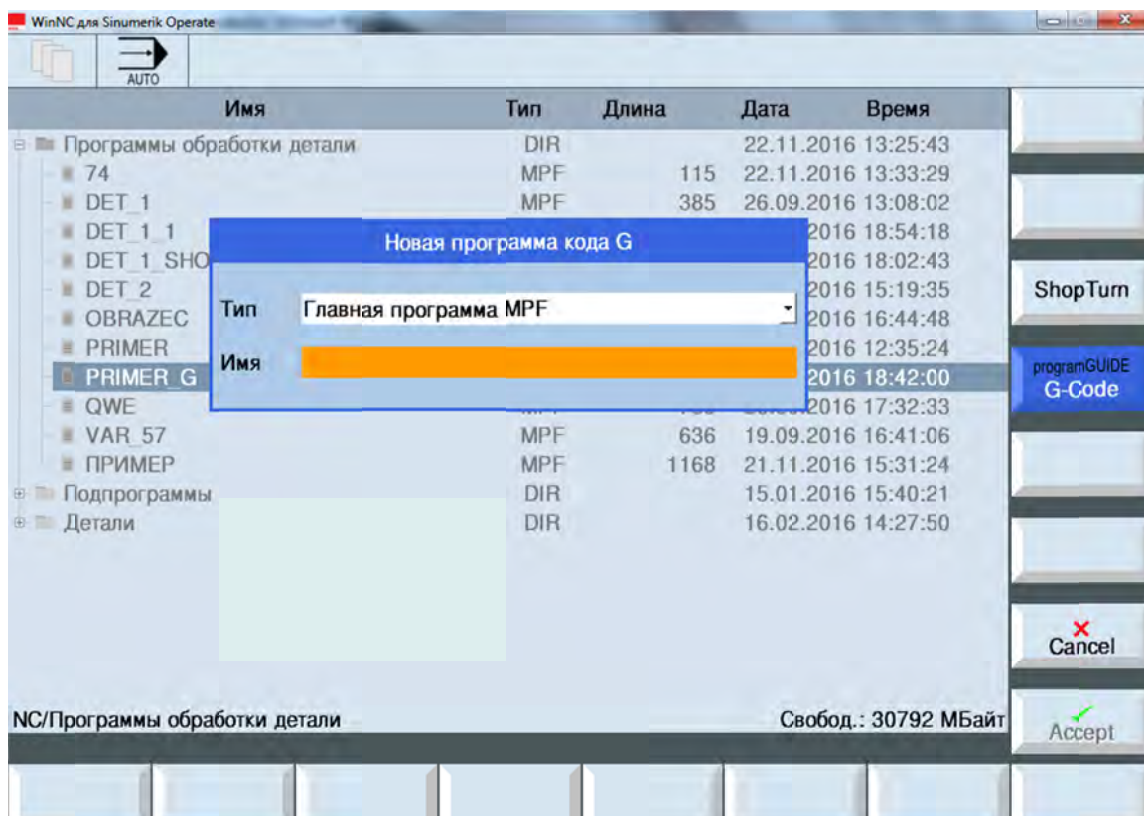 WinNC для Sinumerik Operate
AUTO
Имя Тип Длина Дата Время
Программы обработки детали DIR 22.11.2016 13:25:43
74 MPF 115 22.11.2016 13:33:29
DET_1 MPF 385 26.09.2016 13:08:02
DET_1_1 2016 18:54:18
DET_1_SHO 2016 18:02:43
DET_2 2016 15:19:35
OBRAZEC 2016 16:44:48
PRIMER 2016 12:35:24
PRIMER_G 2016 18:42:00
QWE 2016 17:32:33
VAR_57 MPF 636 19.09.2016 16:41:06
ПРИМЕР MPF 1168 21.11.2016 15:31:24
Подпрограммы DIR 15.01.2016 15:40:21
Детали DIR 16.02.2016 14:27:50
Новая программа кода G
Тип Главная программа MPF
Имя
NC/Программы обработки детали Свобод.: 30792 МБайт
ShopTurn
programGUIDE
G-Code
Cancel
Accept